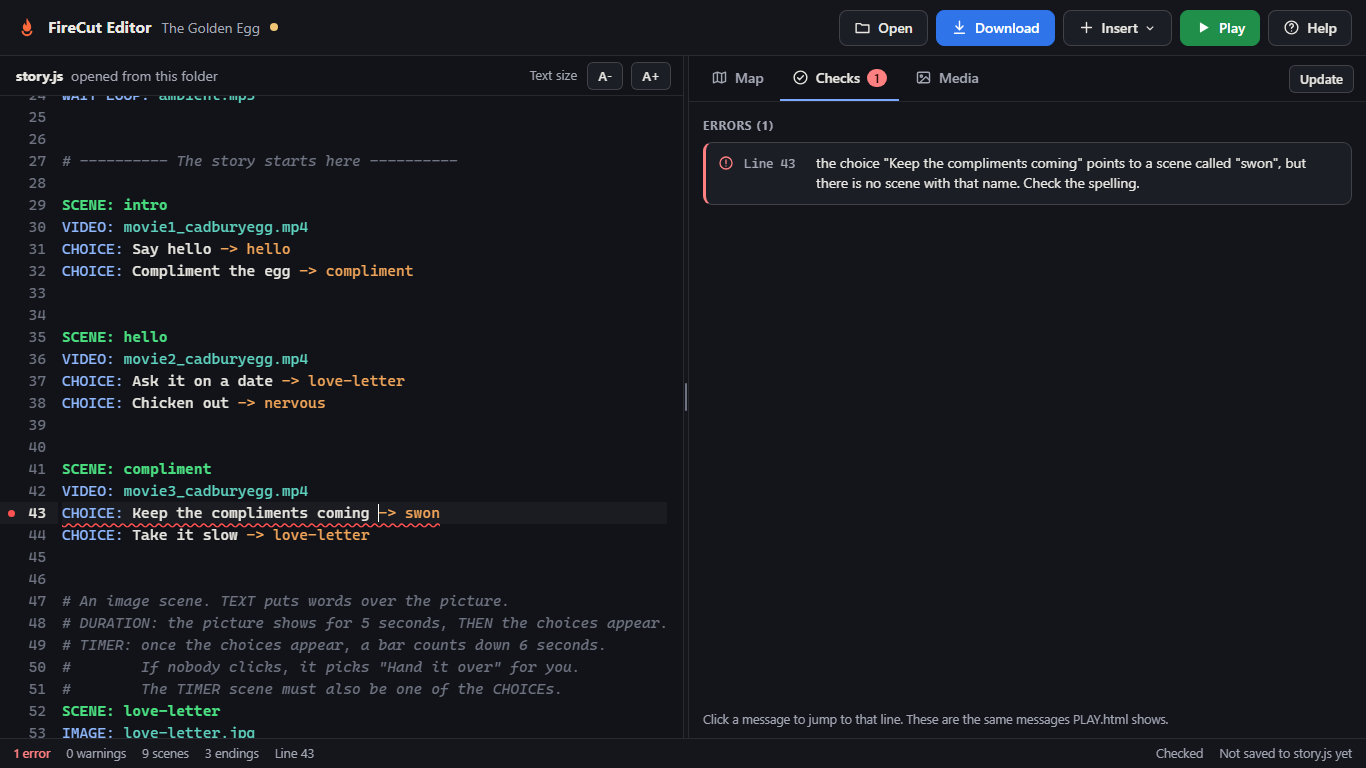 FireCut Editor The Golden Egg
Open
Download
Insert
Play
Help
story.js opened from this folder
Text size A- A+
Map
Checks 1
Media
Update
24 WAIT LOOP: ambient.mp3
25
26
27 # ---------- The story starts here ----------
28
29 SCENE: intro
30 VIDEO: movie1_cadburyegg.mp4
31 CHOICE: Say hello -> hello
32 CHOICE: Compliment the egg -> compliment
33
34
35 SCENE: hello
36 VIDEO: movie2_cadburyegg.mp4
37 CHOICE: Ask it on a date -> love-letter
38 CHOICE: Chicken out -> nervous
39
40
41 SCENE: compliment
42 VIDEO: movie3_cadburyegg.mp4
43 CHOICE: Keep the compliments coming -> swon
44 CHOICE: Take it slow -> love-letter
45
46
47 # An image scene. TEXT puts words over the picture.
48 # DURATION: the picture shows for 5 seconds, THEN the choices appear.
49 # TIMER: once the choices appear, a bar counts down 6 seconds.
50 #        If nobody clicks, it picks "Hand it over" for you.
51 #        The TIMER scene must also be one of the CHOICEs.
52 SCENE: love-letter
53 IMAGE: love-letter.jpg
ERRORS (1)
Line 43 the choice "Keep the compliments coming" points to a scene called "swon", but
there is no scene with that name. Check the spelling.
Click a message to jump to that line. These are the same messages PLAY.html shows.
1 error 0 warnings 9 scenes 3 endings Line 43
Checked Not saved to story.js yet